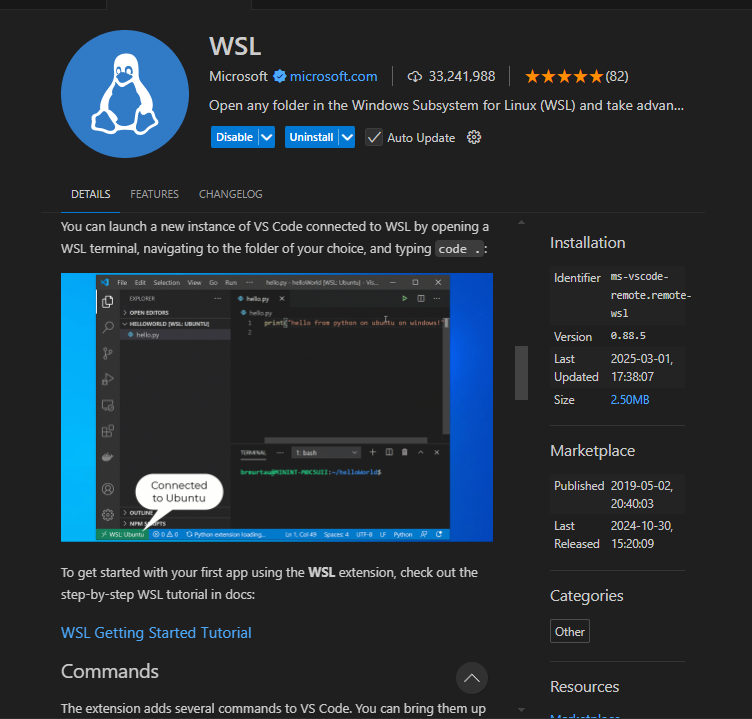 WSL
Microsoft microsoft.com 33,241,988 (82)
Open any folder in the Windows Subsystem for Linux (WSL) and take advan...
Disable Uninstall Auto Update
DETAILS FEATURES CHANGELOG
You can launch a new instance of VS Code connected to WSL by opening a
WSL terminal, navigating to the folder of your choice, and typing code . :
File Edit Selection View Go Run ··· hello.py - helloWorld [WSL: Ubuntu] - Vis...
EXPLORER
OPEN EDITORS
HELLOWORLD [WSL: UBUNTU]
hello.py
hello.py
hello.py
1 print("hello from python on ubuntu on windows!")
2
TERMINAL ··· 1: bash
brmurtau@MININT-MBC5UII:~/helloWorld$
Connected
to Ubuntu
OUTLINE
NPM SCRIPTS
WSL: Ubuntu 0 0 Python extension loading... Ln 1, Col 49 Spaces: 4 UTF-8 LF Python
To get started with your first app using the WSL extension, check out the
step-by-step WSL tutorial in docs:
WSL Getting Started Tutorial
Commands
The extension adds several commands to VS Code. You can bring them up
Installation
Identifier ms-vscode-
remote.remote-
wsl
Version 0.88.5
Last 2025-03-01,
Updated 17:38:07
Size 2.50MB
Marketplace
Published 2019-05-02,
20:40:03
Last 2024-10-30,
Released 15:20:09
Categories
Other
Resources
Marketplace